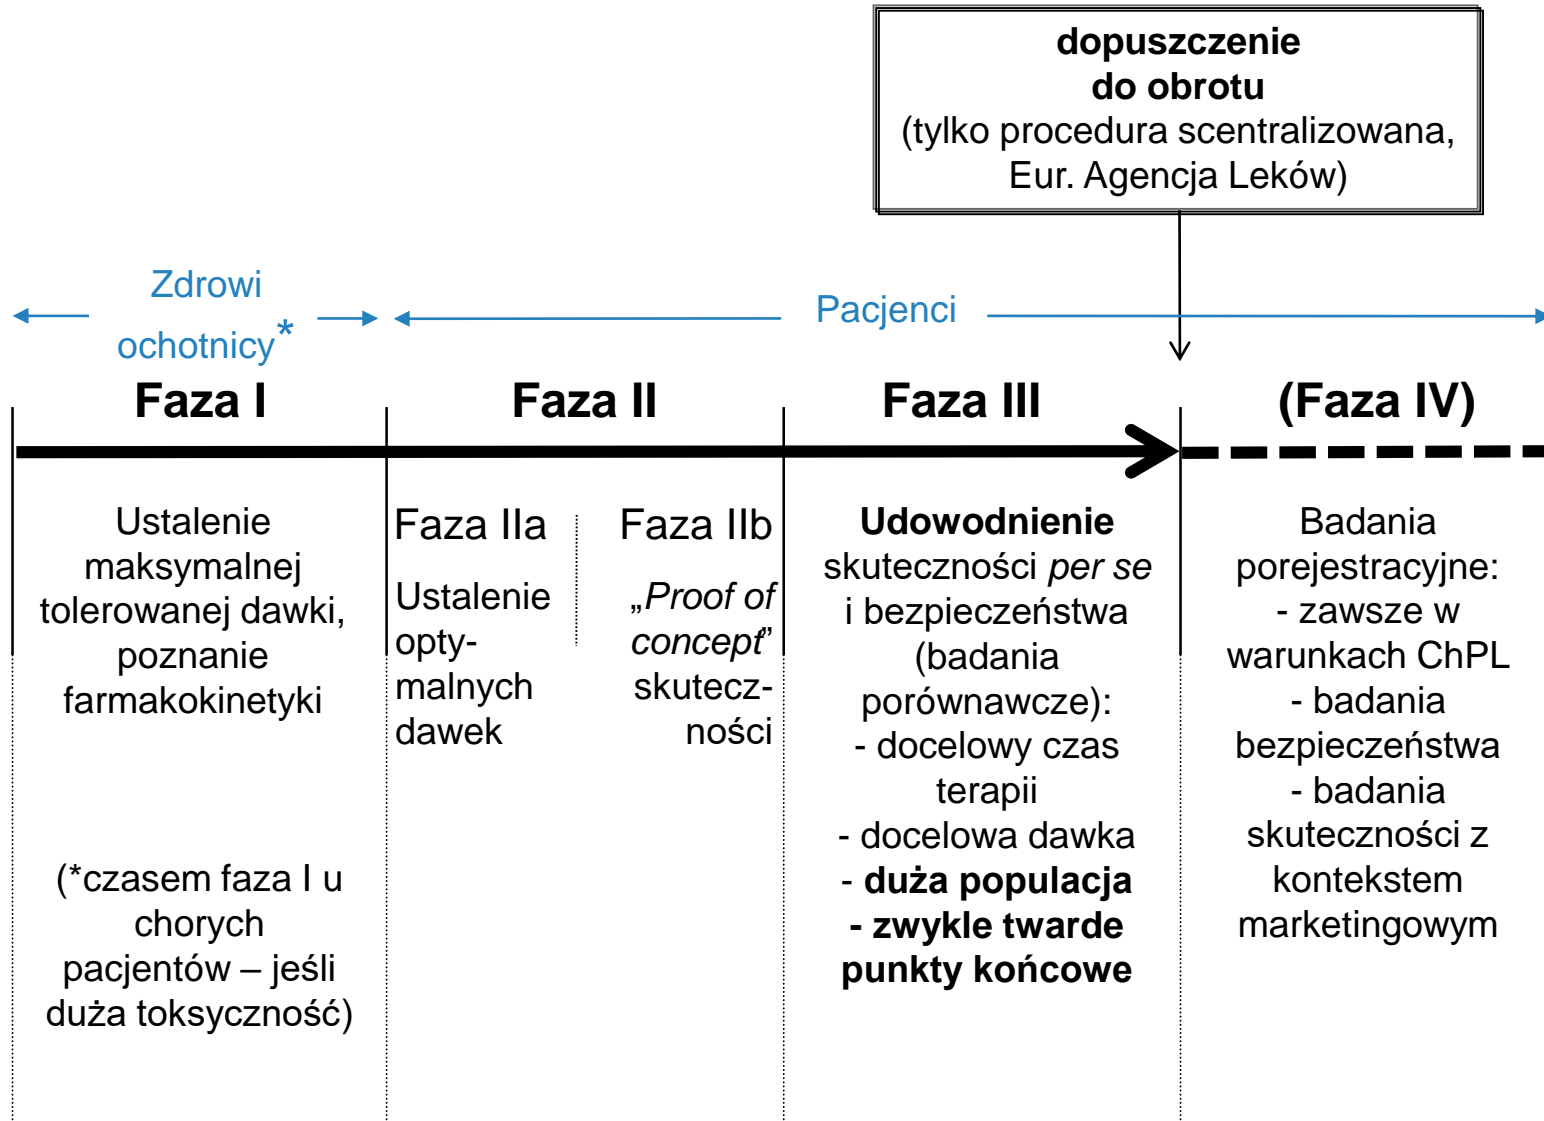 dopuszczenie
do obrotu
(tylko procedura scentralizowana,
Eur. Agencja Leków)
Zdrowi
ochotnicy*
Pacjenci
Faza I
Faza II
Faza III
(Faza IV)
Ustalenie
maksymalnej
tolerowanej dawki,
poznanie
farmakokinetyki
(*czasem faza I u
chorych
pacjentów – jeśli
duża toksyczność)
Faza IIa
Ustalenie
opty-
malnych
dawek
Faza IIb
„Proof of
concept”
skutecz-
ności
Udowodnienie
skuteczności per se
i bezpieczeństwa
(badania
porównawcze):
- docelowy czas
terapii
- docelowa dawka
- duża populacja
- zwykle twarde
punkty końcowe
Badania
porejestracyjne:
- zawsze w
warunkach ChPL
- badania
bezpieczeństwa
- badania
skuteczności z
kontekstem
marketingowym